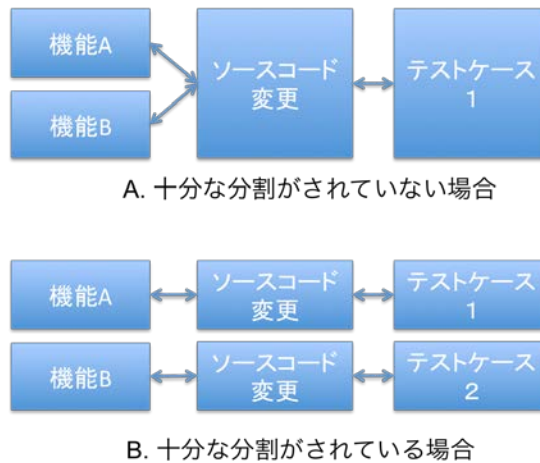 機能A
機能B
ソースコード
変更
テストケース
1
A. 十分な分割がされていない場合
機能A
ソースコード
変更
テストケース
1
機能B
ソースコード
変更
テストケース
2
B. 十分な分割がされている場合